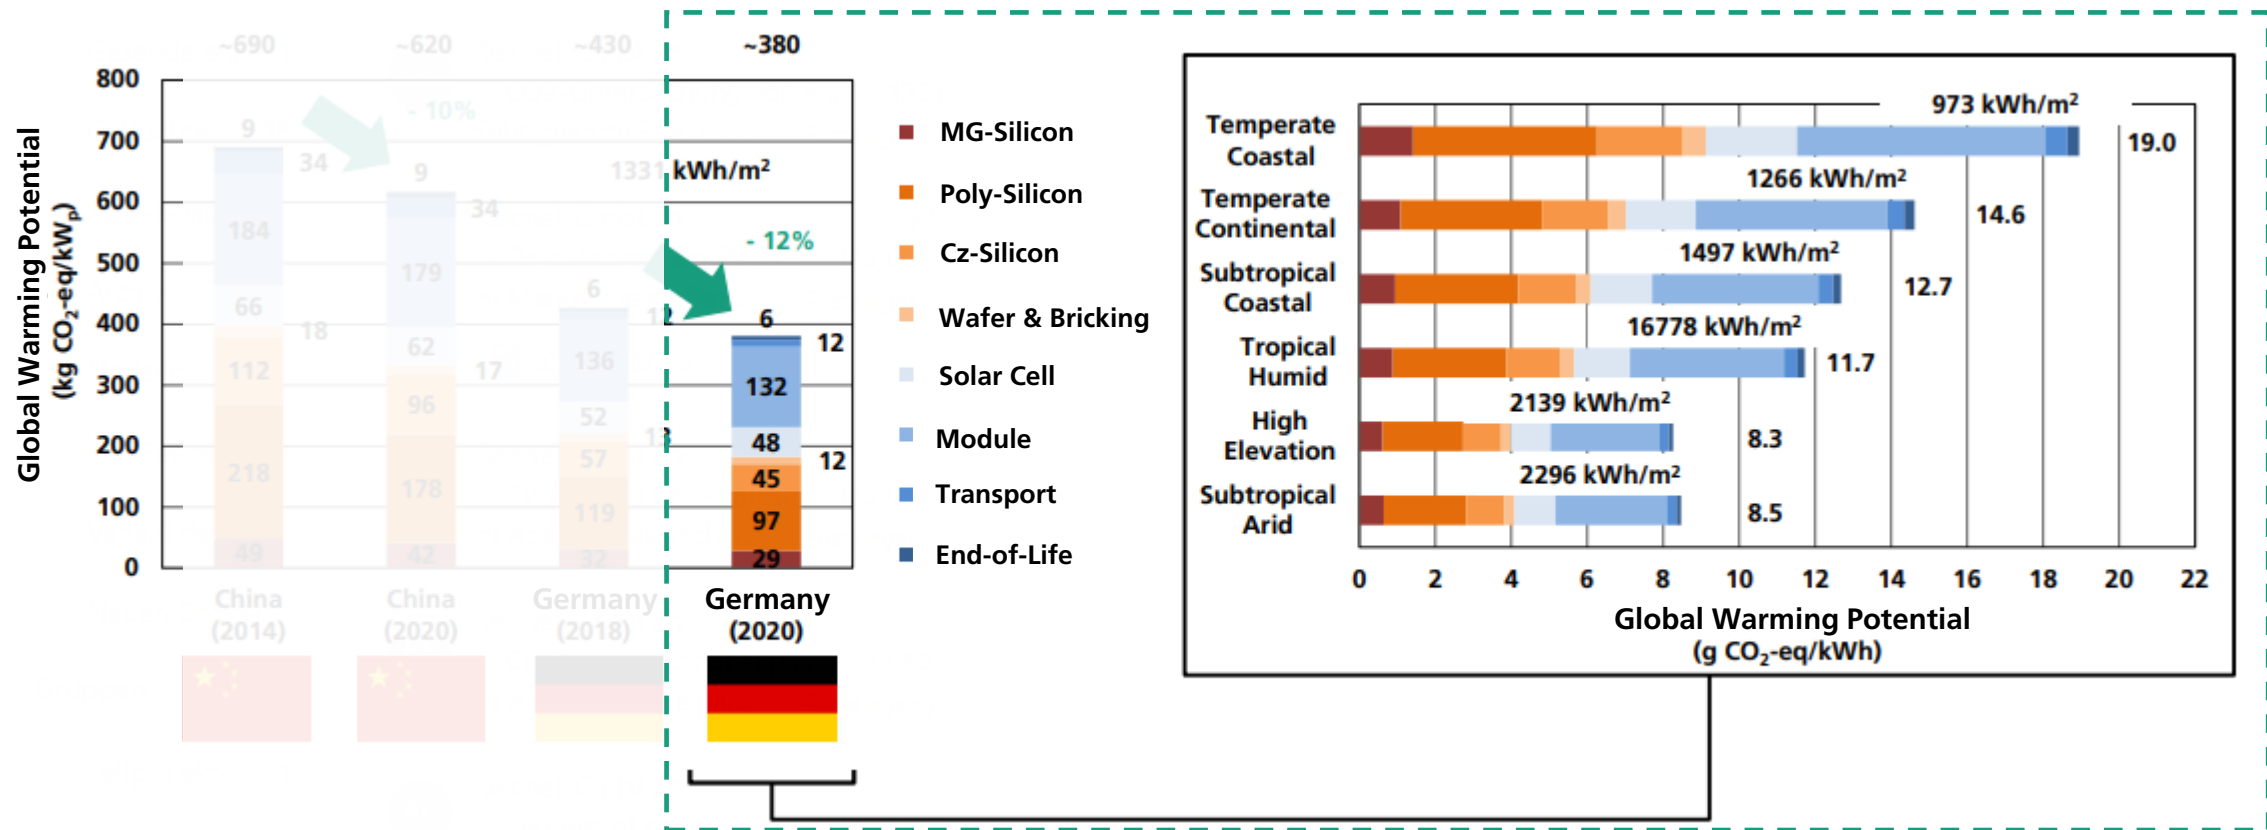 ~690
~620
~430
~380
800
700
600
500
400
300
200
100
0
Global Warming Potential
(kg CO2-eq/kWp)
- 10%
1331 kWh/m²
- 12%
9
34
184
66
18
112
218
49
9
34
179
62
17
96
178
42
6
12
136
52
13
57
119
32
6
12
132
48
12
45
97
29
China
(2014)
China
(2020)
Germany
(2018)
Germany
(2020)
MG-Silicon
Poly-Silicon
Cz-Silicon
Wafer & Bricking
Solar Cell
Module
Transport
End-of-Life
Temperate
Coastal
973 kWh/m²
19.0
Temperate
Continental
1266 kWh/m²
14.6
Subtropical
Coastal
1497 kWh/m²
12.7
Tropical
Humid
16778 kWh/m²
11.7
High
Elevation
2139 kWh/m²
8.3
Subtropical
Arid
2296 kWh/m²
8.5
0 2 4 6 8 10 12 14 16 18 20 22
Global Warming Potential
(g CO2-eq/kWh)